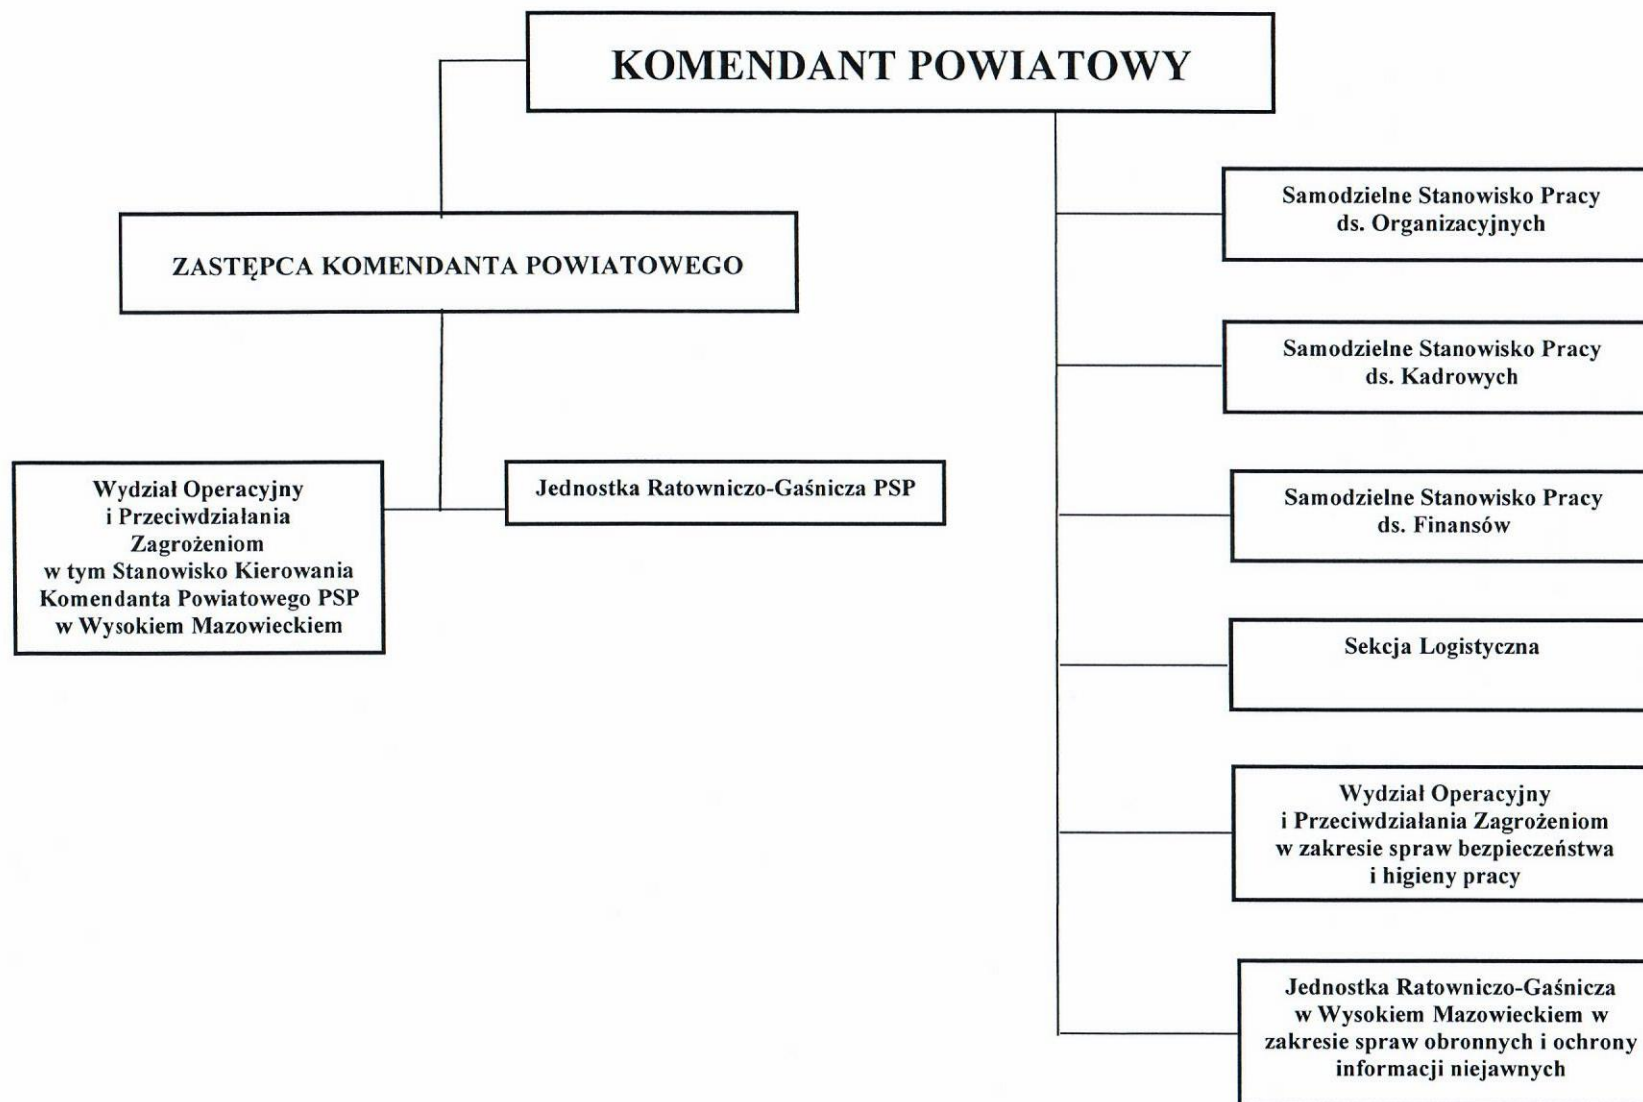 KOMENDANT POWIATOWY
ZASTĘPCA KOMENDANTA POWIATOWEGO
Wydział Operacyjny
i Przeciwdziałania
Zagrożeniom
w tym Stanowisko Kierowania
Komendanta Powiatowego PSP
w Wysokiem Mazowieckiem
Jednostka Ratowniczo-Gaśnicza PSP
Samodzielne Stanowisko Pracy
ds. Organizacyjnych
Samodzielne Stanowisko Pracy
ds. Kadrowych
Samodzielne Stanowisko Pracy
ds. Finansów
Sekcja Logistyczna
Wydział Operacyjny
i Przeciwdziałania Zagrożeniom
w zakresie spraw bezpieczeństwa
i higieny pracy
Jednostka Ratowniczo-Gaśnicza
w Wysokiem Mazowieckiem w
zakresie spraw obronnych i ochrony
informacji niejawnych